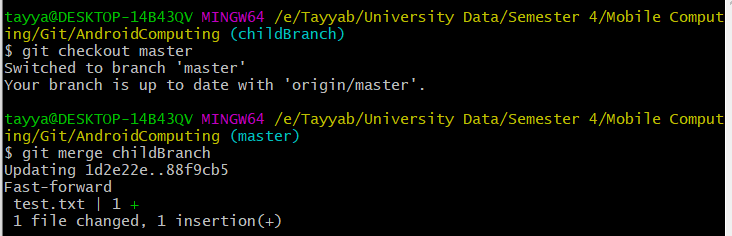 tayya@DESKTOP-14B43QV MINGW64 /e/Tayyab/University Data/Semester 4/Mobile Comput
ing/Git/AndroidComputing (childBranch)
$ git checkout master
Switched to branch 'master'
Your branch is up to date with 'origin/master'.
tayya@DESKTOP-14B43QV MINGW64 /e/Tayyab/University Data/Semester 4/Mobile Comput
ing/Git/AndroidComputing (master)
$ git merge childBranch
Updating 1d2e22e..88f9cb5
Fast-forward
 test.txt | 1 +
 1 file changed, 1 insertion(+)